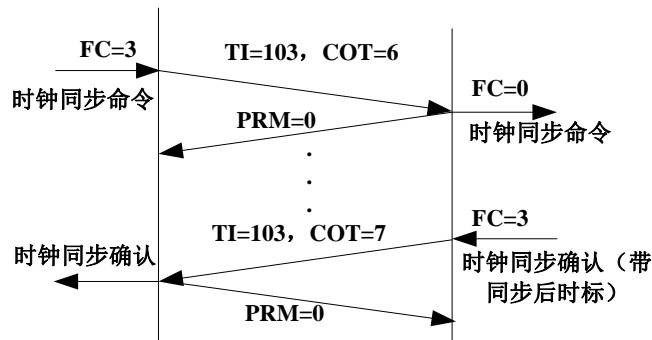 FC=3
TI=103，COT=6
时钟同步命令
FC=0
PRM=0
时钟同步命令
TI=103，COT=7
FC=3
时钟同步确认
时钟同步确认（带
同步后时标）
PRM=0